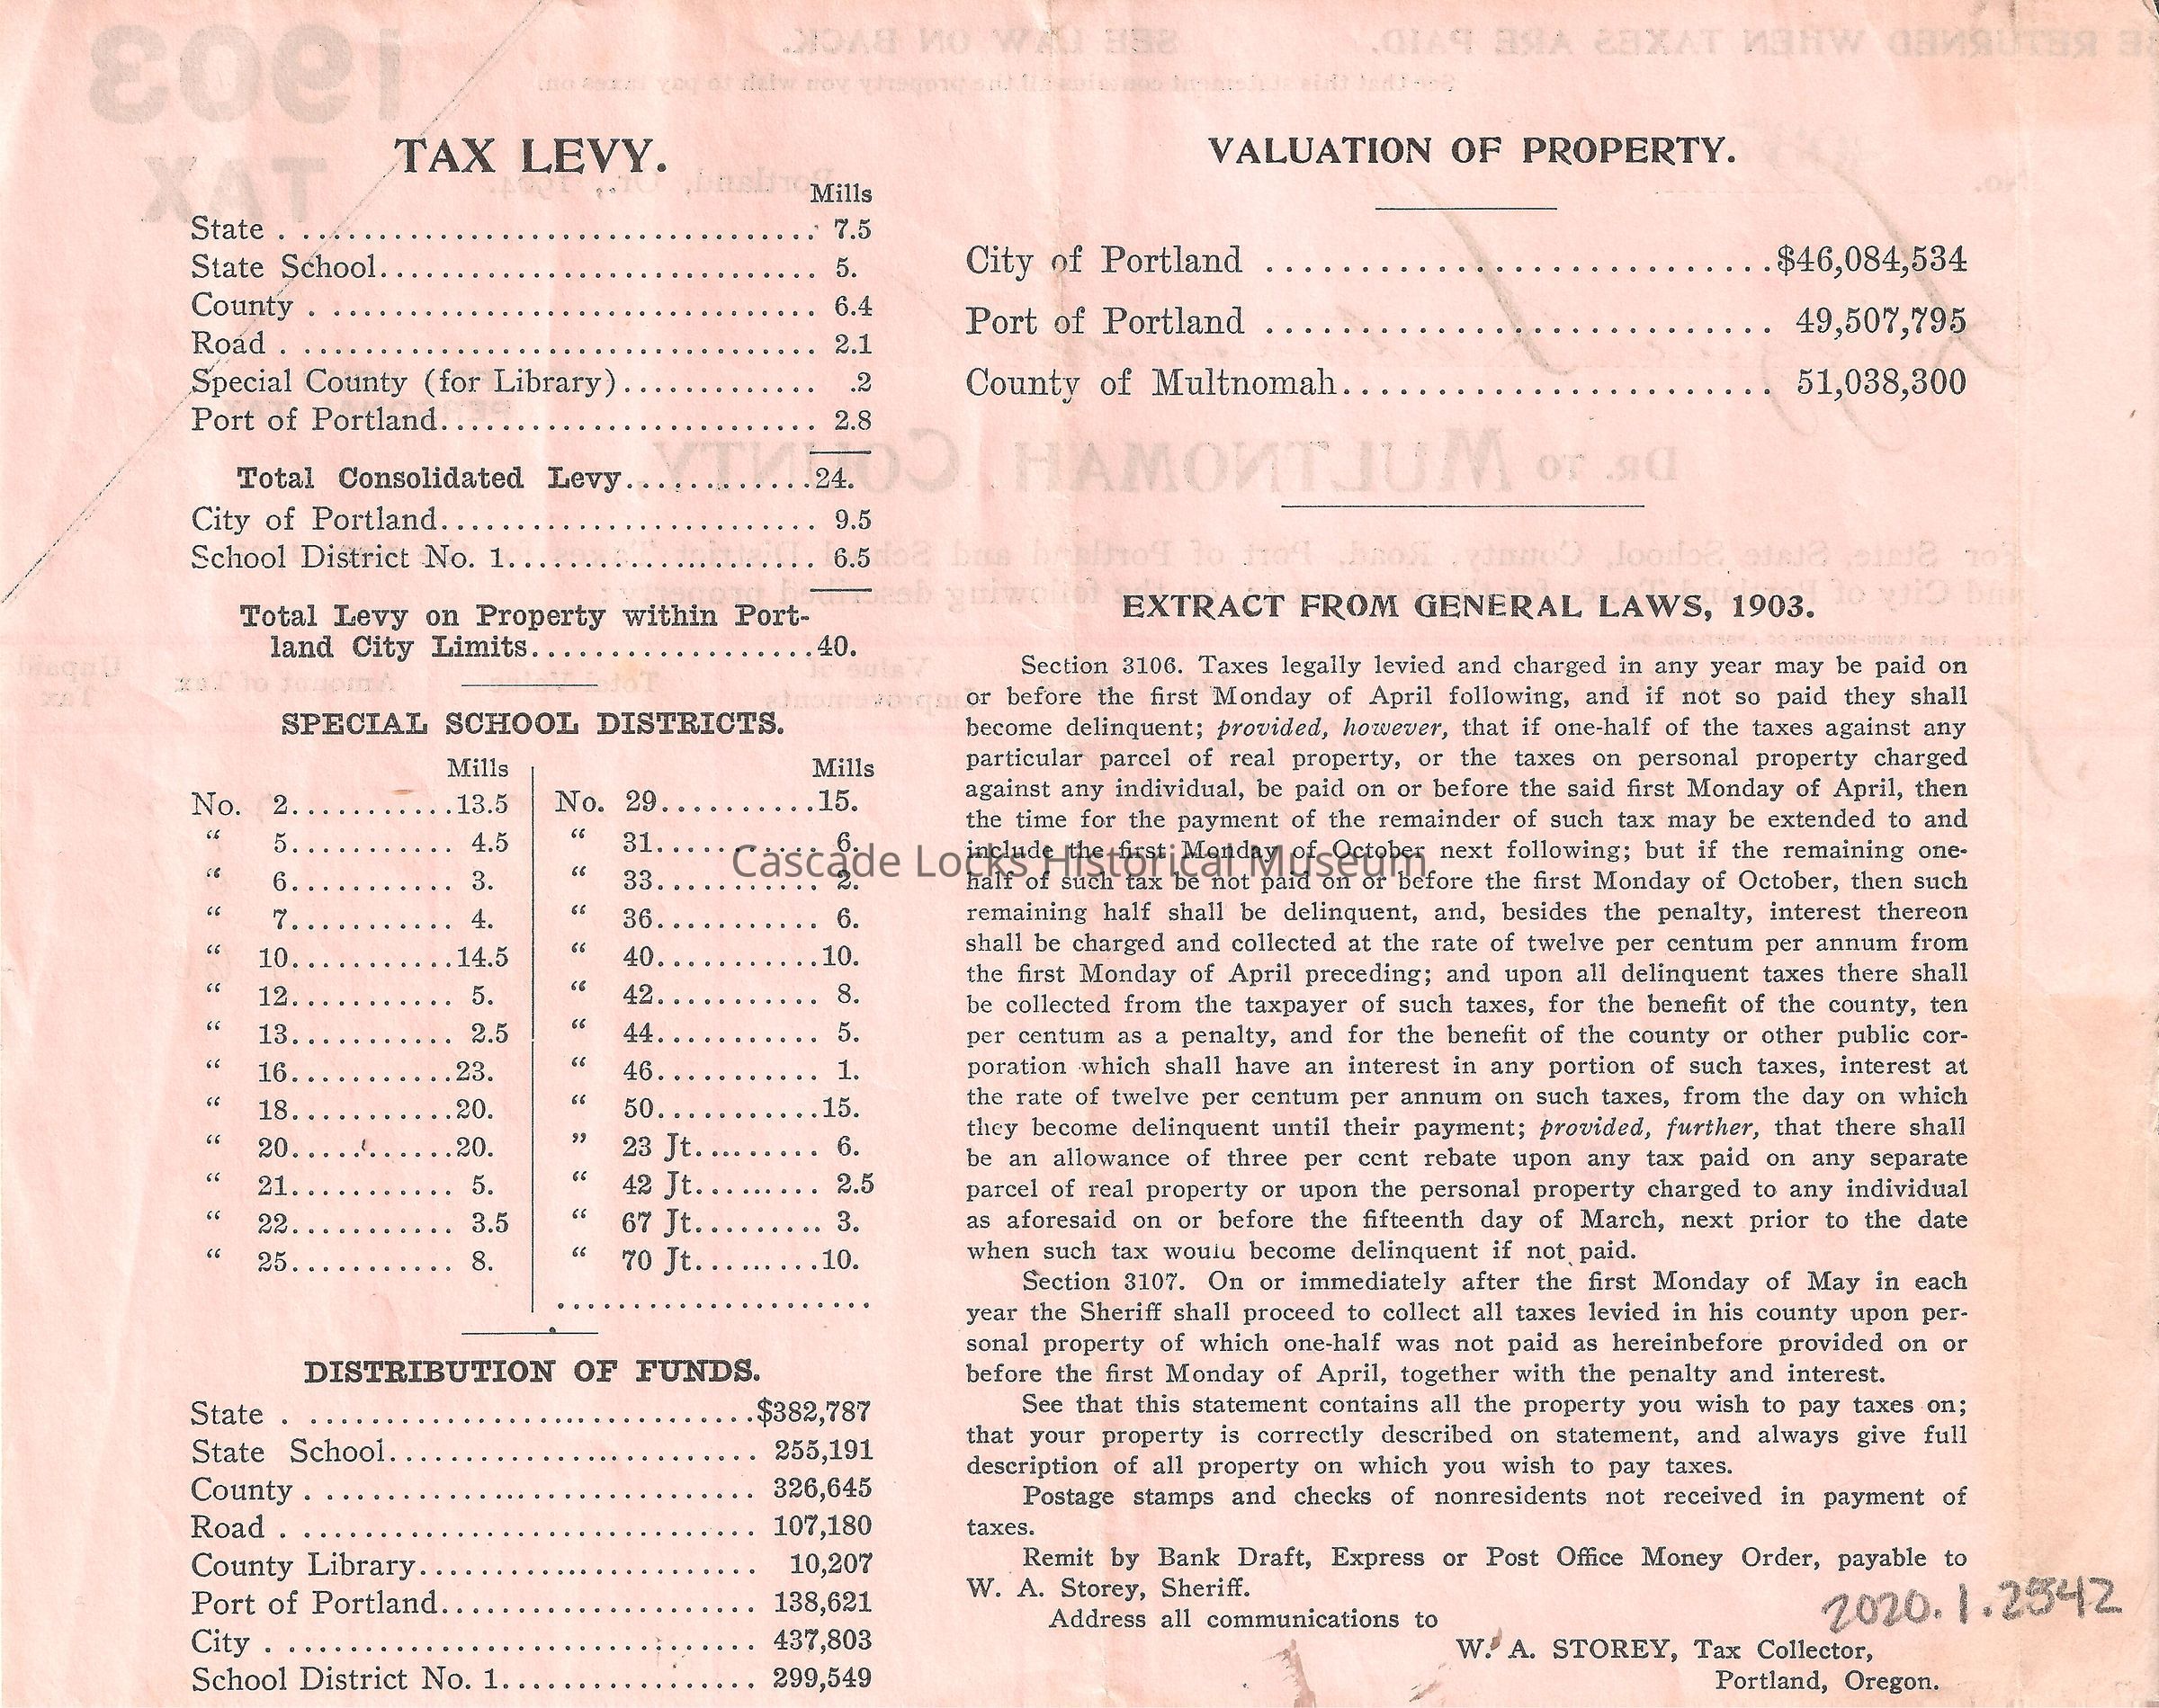 TAX LEVY.
Mills
State . .................................... 7.5
State School............................. 5.
County . ................................ 6.4
Road . .................................. 2.1
Special County (for Library)............. .2
Port of Portland......................... 2.8
Total Consolidated Levy............24.
City of Portland......................... 9.5
School District No. 1.................... 6.5
Total Levy on Property within Port-
land City Limits..................40.
SPECIAL SCHOOL DISTRICTS.
Mills
No. 2...........13.5
“ 5........... 4.5
“ 6........... 3.
“ 7........... 4.
“ 10...........14.5
“ 12........... 5.
“ 13........... 2.5
“ 16...........23.
“ 18...........20.
“ 20...........20.
“ 21........... 5.
“ 22........... 3.5
“ 25........... 8.
Mills
No. 29..........15.
“ 31........... 6.
“ 33........... 2.
“ 36........... 6.
“ 40...........10.
“ 42........... 8.
“ 44........... 5.
“ 46........... 1.
“ 50...........15.
” 23 Jt.......... 6.
“ 42 Jt......... 2.5
“ 67 Jt......... 3.
“ 70 Jt.........10.
.....................
DISTRIBUTION OF FUNDS.
State . .............................$382,787
State School........................ 255,191
County . ............................ 326,645
Road . .............................. 107,180
County Library...................... 10,207
Port of Portland..................... 138,621
City . ............................... 437,803
School District No. 1................. 299,549
VALUATION OF PROPERTY.
City of Portland ............................$46,084,534
Port of Portland ............................ 49,507,795
County of Multnomah........................ 51,038,300
EXTRACT FROM GENERAL LAWS, 1903.
Section 3106. Taxes legally levied and charged in any year may be paid on
or before the first Monday of April following, and if not so paid they shall
become delinquent; provided, however, that if one-half of the taxes against any
particular parcel of real property, or the taxes on personal property charged
against any individual, be paid on or before the said first Monday of April, then
the time for the payment of the remainder of such tax may be extended to and
include the first Monday of October next following; but if the remaining one-
half of such tax be not paid on or before the first Monday of October, then such
remaining half shall be delinquent, and, besides the penalty, interest thereon
shall be charged and collected at the rate of twelve per centum per annum from
the first Monday of April preceding; and upon all delinquent taxes there shall
be collected from the taxpayer of such taxes, for the benefit of the county, ten
per centum as a penalty, and for the benefit of the county or other public cor-
poration which shall have an interest in any portion of such taxes, interest at
the rate of twelve per centum per annum on such taxes, from the day on which
they become delinquent until their payment; provided, further, that there shall
be an allowance of three per cent rebate upon any tax paid on any separate
parcel of real property or upon the personal property charged to any individual
as aforesaid on or before the fifteenth day of March, next prior to the date
when such tax would become delinquent if not paid.
Section 3107. On or immediately after the first Monday of May in each
year the Sheriff shall proceed to collect all taxes levied in his county upon per-
sonal property of which one-half was not paid as hereinbefore provided on or
before the first Monday of April, together with the penalty and interest.
See that this statement contains all the property you wish to pay taxes on;
that your property is correctly described on statement, and always give full
description of all property on which you wish to pay taxes.
Postage stamps and checks of nonresidents not received in payment of
taxes.
Remit by Bank Draft, Express or Post Office Money Order, payable to
W. A. Storey, Sheriff.
Address all communications to
W. A. STOREY, Tax Collector,
Portland, Oregon.
2020.1.2542
Cascade Locks Historical Museum